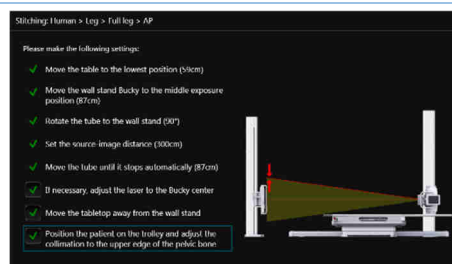 Stitching: Human > Leg > Full leg > AP
Please make the following settings:
Move the table to the lowest position (59cm)
Move the wall stand Bucky to the middle exposure
position (87cm)
Rotate the tube to the wall stand (90°)
Set the source-image distance (300cm)
Move the tube until it stops automatically (87cm)
If necessary, adjust the laser to the Bucky center
Move the tabletop away from the wall stand
Position the patient on the trolley and adjust the
collimation to the upper edge of the pelvic bone